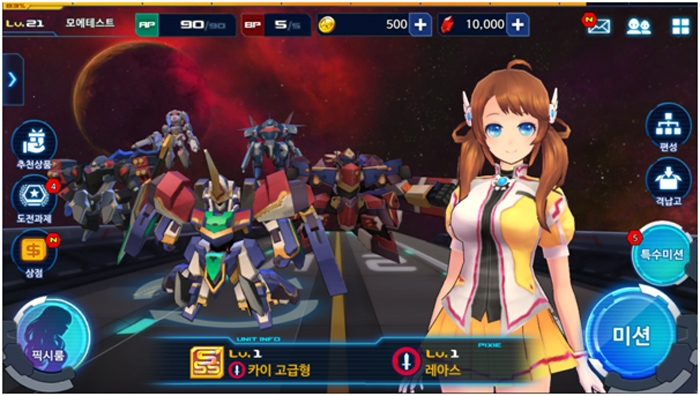 83%
Lv.21 모에테스트 AP 90/90 BP 5/5 500 + 10,000 +
N
추천상품
4
도전과제
N
상점
픽시룸
편성
격납고
5
특수미션
미션
2
UNIT INFO
SSS
Lv.1
카이 고급형
PIXIE
Lv.1
레아스